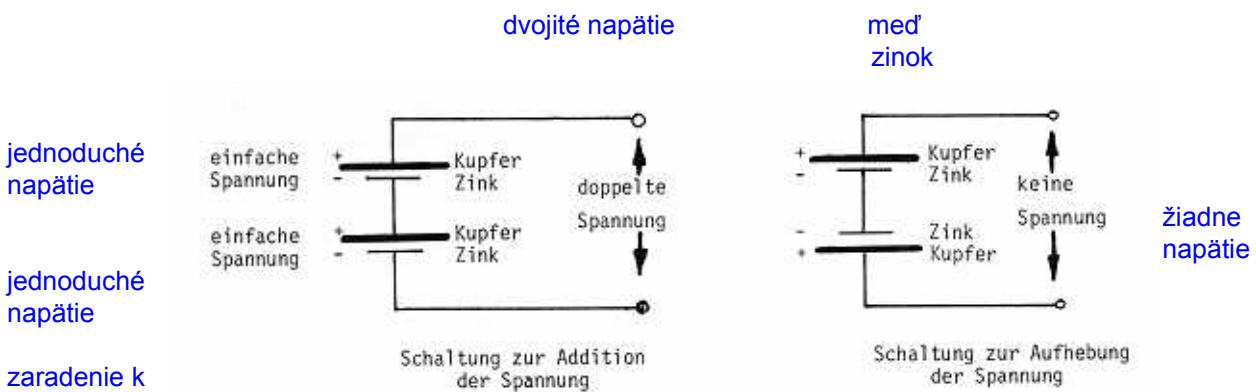 dvojité napätie
meď
zinok
jednoduché
napätie
einfache
Spannung
+
-
Kupfer
Zink
einfache
Spannung
+
-
Kupfer
Zink
doppelte
Spannung
jednoduché
napätie
zaradenie k
Schaltung zur Addition
der Spannung
+
-
Kupfer
Zink
-
+
Zink
Kupfer
keine
Spannung
žiadne
napätie
Schaltung zur Aufhebung
der Spannung